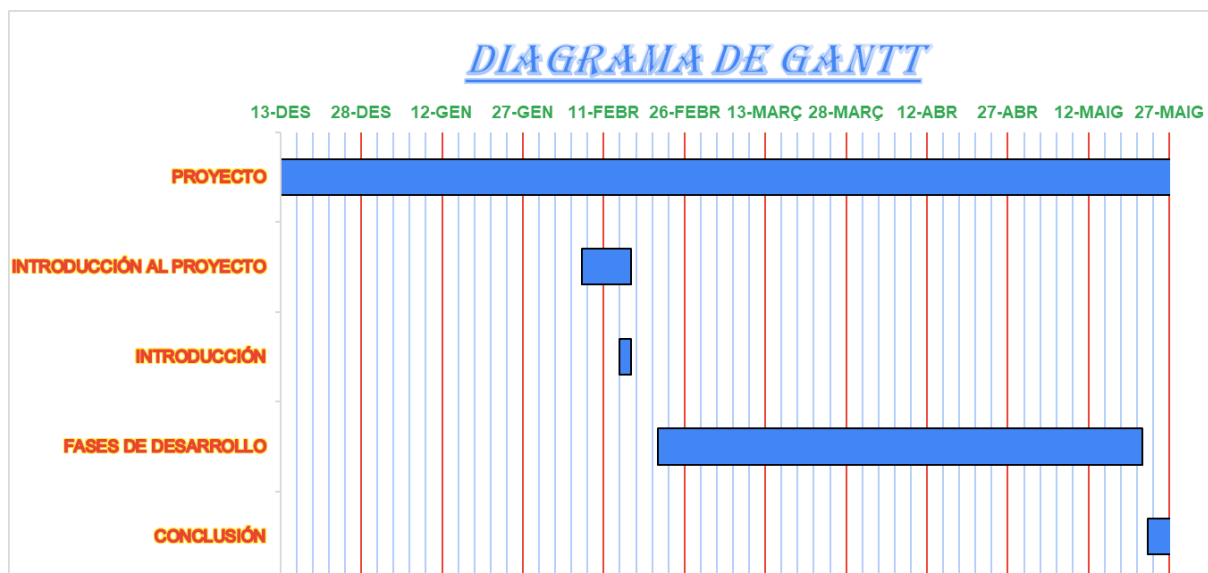 DIAGRAMA DE GANTT
13-DES 28-DES 12-GEN 27-GEN 11-FEBR 26-FEBR 13-MARÇ 28-MARÇ 12-ABR 27-ABR 12-MAIG 27-MAIG
PROYECTO
INTRODUCCIÓN AL PROYECTO
INTRODUCCIÓN
FASES DE DESARROLLO
CONCLUSIÓN